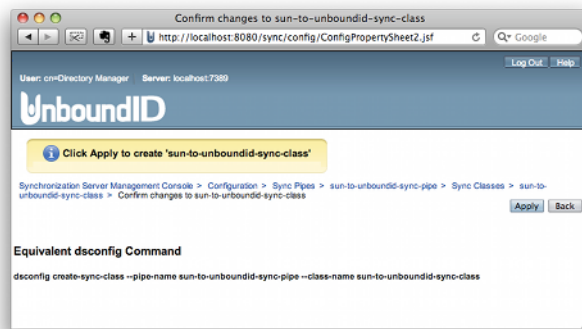 Confirm changes to sun-to-unboundid-sync-class
http://localhost:8080/sync/config/ConfigPropertySheet2.jsf
Google
Log Out Help
User: cn=Directory Manager Server: localhost:7389
UnboundID
Click Apply to create 'sun-to-unboundid-sync-class'
Synchronization Server Management Console > Configuration > Sync Pipes > sun-to-unboundid-sync-pipe > Sync Classes > sun-to-
unboundid-sync-class > Confirm changes to sun-to-unboundid-sync-class
Apply Back
Equivalent dsconfig Command
dsconfig create-sync-class --pipe-name sun-to-unboundid-sync-pipe --class-name sun-to-unboundid-sync-class